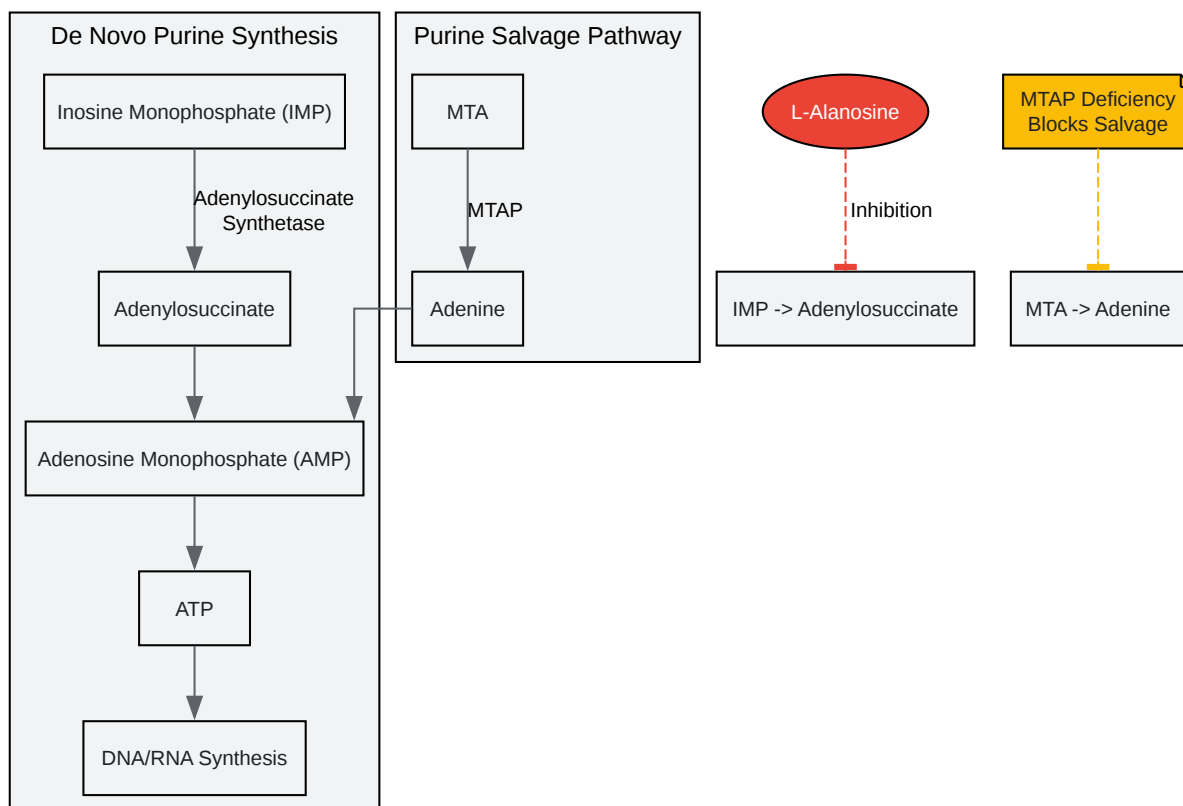 De Novo Purine Synthesis
Inosine Monophosphate (IMP)
Adenylosuccinate
Synthetase
Adenylosuccinate
Adenosine Monophosphate (AMP)
ATP
DNA/RNA Synthesis
Purine Salvage Pathway
MTA
MTAP
Adenine
L-Alanosine
Inhibition
IMP -> Adenylosuccinate
MTAP Deficiency
Blocks Salvage
MTA -> Adenine